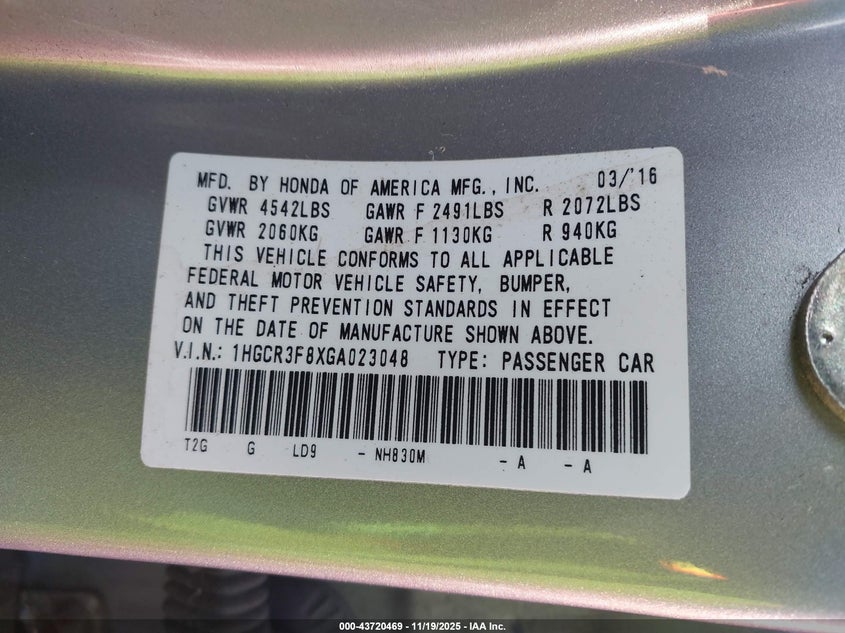 MFD. BY HONDA OF AMERICA MFG., INC. 03/'16
GVWR 4542LBS GAWR F 2491LBS R 2072LBS
GVWR 2060KG GAWR F 1130KG R 940KG
THIS VEHICLE CONFORMS TO ALL APPLICABLE
FEDERAL MOTOR VEHICLE SAFETY, BUMPER,
AND THEFT PREVENTION STANDARDS IN EFFECT
ON THE DATE OF MANUFACTURE SHOWN ABOVE.
V.I.N.: 1HGCR3F8XGA023048 TYPE: PASSENGER CAR
T2G G LD9 - NH830M - A - A
000-43720469 - 11/19/2025 - IAA Inc.